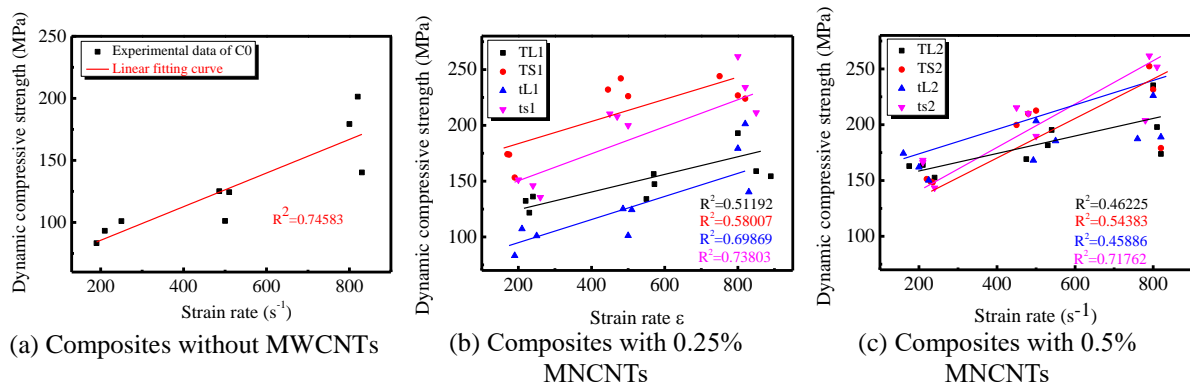 Dynamic compressive strength (MPa)
250
200
150
100
200
400
600
800
Strain rate (s⁻¹)
Experimental data of C0
Linear fitting curve
R²=0.74583
(a) Composites without MWCNTs
Dynamic compressive strength (MPa)
250
200
150
100
200
400
600
800
Strain rate ε
TL1
TS1
tL1
ts1
R²=0.51192
R²=0.58007
R²=0.69869
R²=0.73803
(b) Composites with 0.25%
MNCNTs
Dynamic compressive strength (MPa)
250
200
150
100
200
400
600
800
Strain rate (s⁻¹)
TL2
TS2
tL2
ts2
R²=0.46225
R²=0.54383
R²=0.45886
R²=0.71762
(c) Composites with 0.5%
MNCNTs